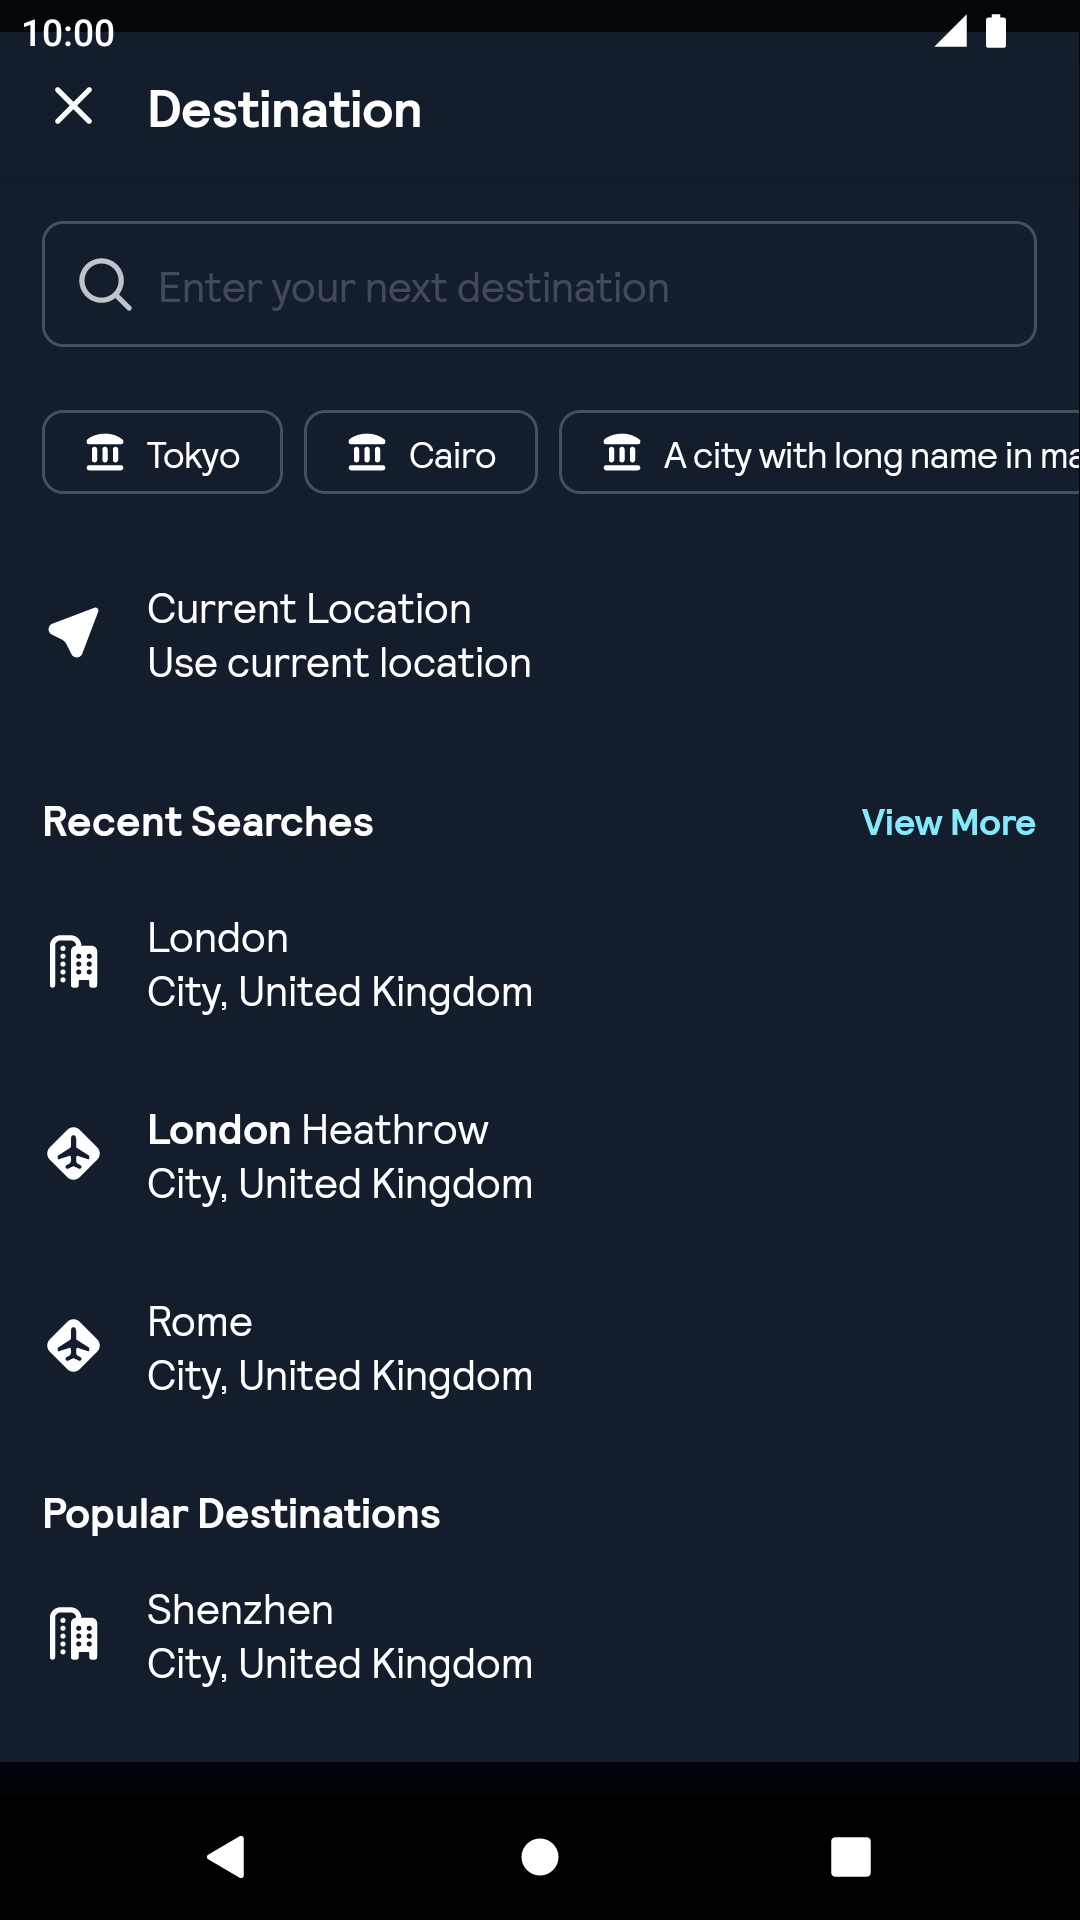 10:00
Destination
Enter your next destination
Tokyo
Cairo
A city with long name in
Current Location
Use current location
Recent Searches
View More
London
City, United Kingdom
London Heathrow
City, United Kingdom
Rome
City, United Kingdom
Popular Destinations
Shenzhen
City, United Kingdom